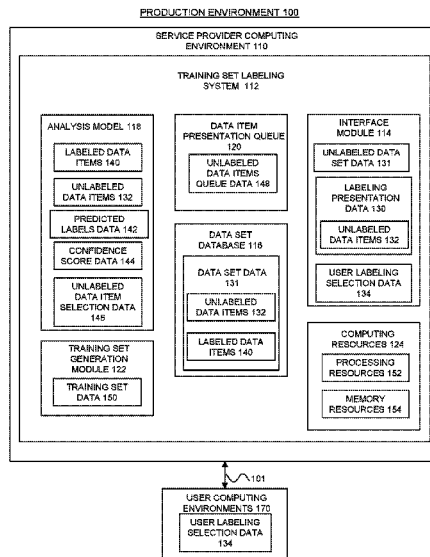 PRODUCTION ENVIRONMENT 100
SERVICE PROVIDER COMPUTING
ENVIRONMENT 110
TRAINING SET LABELING
SYSTEM 112
ANALYSIS MODEL 118
LABELED DATA
ITEMS 140
UNLABELED
DATA ITEMS 132
PREDICTED
LABELS DATA 142
CONFIDENCE
SCORE DATA 144
UNLABELED
DATA ITEM
SELECTION DATA
146
TRAINING SET
GENERATION
MODULE 122
TRAINING SET
DATA 150
DATA ITEM
PRESENTATION QUEUE
120
UNLABELED
DATA ITEMS
QUEUE DATA 148
DATA SET
DATABASE 116
DATA SET DATA
131
UNLABELED
DATA ITEMS 132
LABELED DATA
ITEMS 140
INTERFACE
MODULE 114
UNLABELED DATA
SET DATA 131
LABELING
PRESENTATION
DATA 130
UNLABELED
DATA ITEMS 132
USER LABELING
SELECTION DATA
134
COMPUTING
RESOURCES 124
PROCESSING
RESOURCES 152
MEMORY
RESOURCES 154
101
USER COMPUTING
ENVIRONMENTS 170
USER LABELING
SELECTION DATA
134